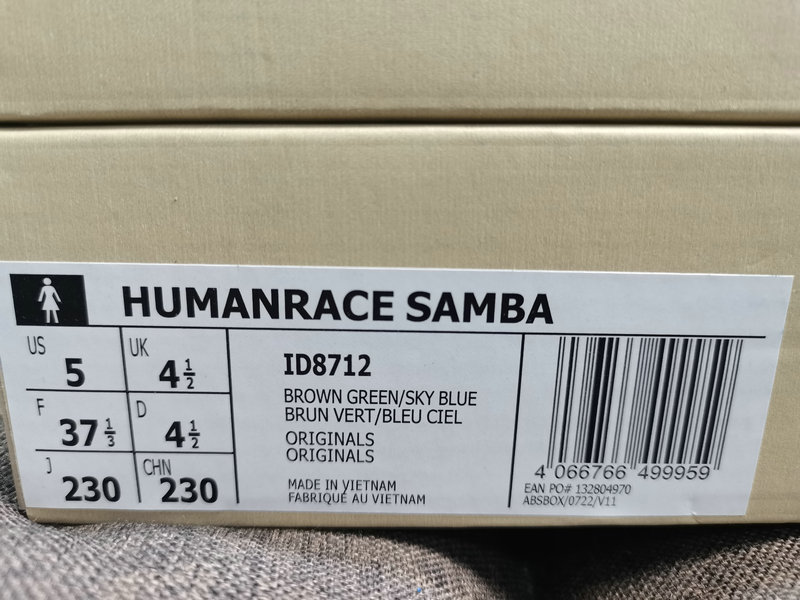 HUMANRACE SAMBA
US 5 UK 4 1/2
F 37 1/3 D 4 1/2
J 230 CHN 230
ID8712
BROWN GREEN/SKY BLUE
BRUN VERT/BLEU CIEL
ORIGINALS
ORIGINALS
MADE IN VIETNAM
FABRIQUÉ AU VIETNAM
4 066766 499959
EAN PO# 132804970
ABSBOX/0722/V11